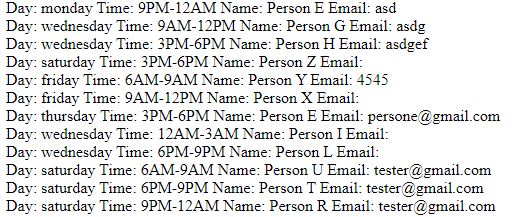 Day: monday Time: 9PM-12AM Name: Person E Email: asd
Day: wednesday Time: 9AM-12PM Name: Person G Email: asdg
Day: wednesday Time: 3PM-6PM Name: Person H Email: asdgef
Day: saturday Time: 3PM-6PM Name: Person Z Email:
Day: friday Time: 6AM-9AM Name: Person Y Email: 4545
Day: friday Time: 9AM-12PM Name: Person X Email:
Day: thursday Time: 3PM-6PM Name: Person E Email: persone@gmail.com
Day: wednesday Time: 12AM-3AM Name: Person I Email:
Day: wednesday Time: 6PM-9PM Name: Person L Email:
Day: saturday Time: 6AM-9AM Name: Person U Email: tester@gmail.com
Day: saturday Time: 6PM-9PM Name: Person T Email: tester@gmail.com
Day: saturday Time: 9PM-12AM Name: Person R Email: tester@gmail.com